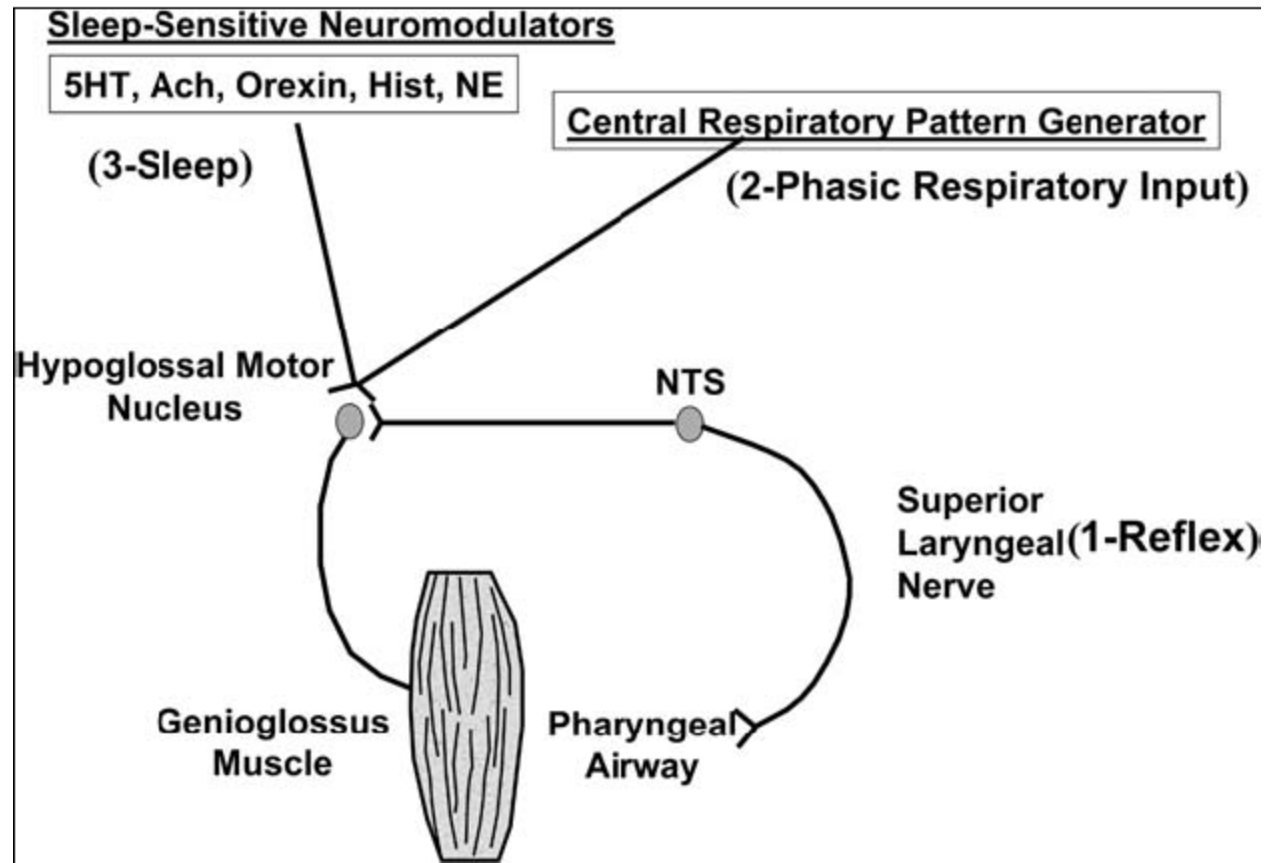 Sleep-Sensitive Neuromodulators
5HT, Ach, Orexin, Hist, NE
(3-Sleep)
Central Respiratory Pattern Generator
(2-Phasic Respiratory Input)
Hypoglossal Motor
Nucleus
NTS
Superior
Laryngeal (1-Reflex)
Nerve
Genioglossus
Muscle
Pharyngeal
Airway